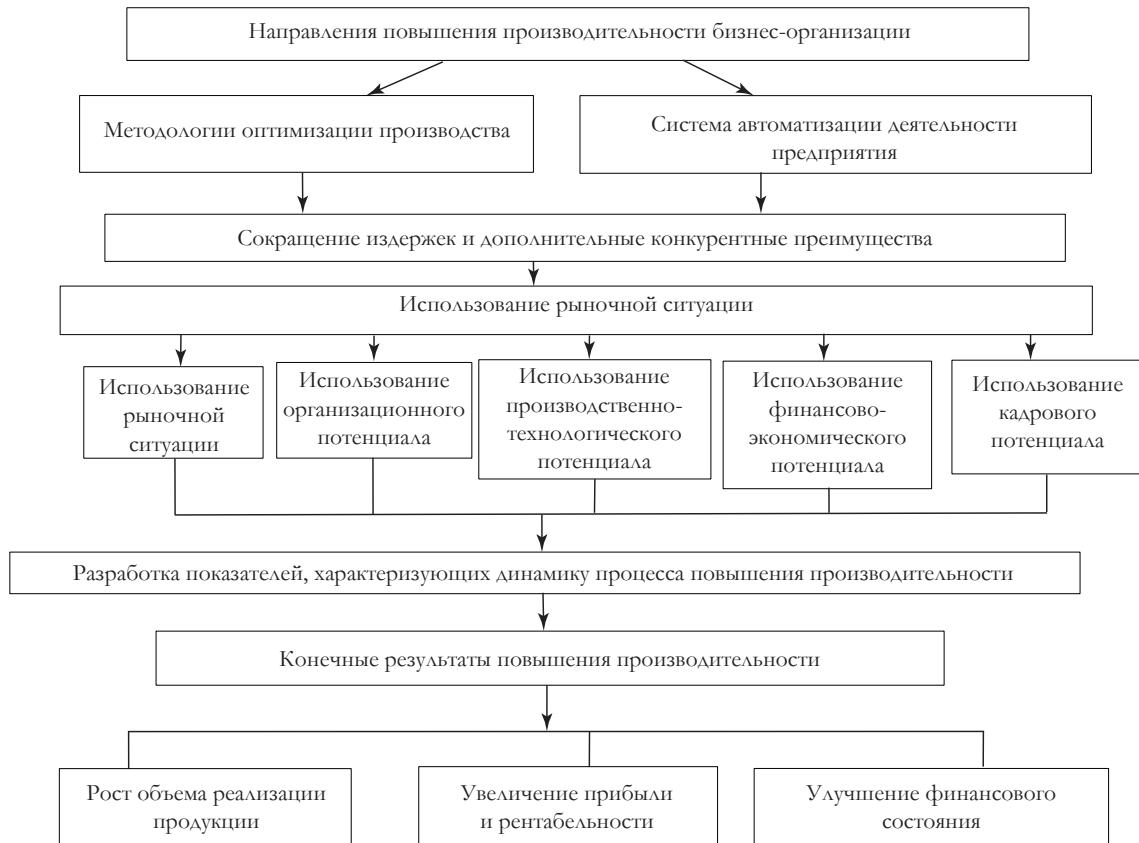 Направления повышения производительности бизнес-организации
Методологии оптимизации производства
Система автоматизации деятельности
предприятия
Сокращение издержек и дополнительные конкурентные преимущества
Использование рыночной ситуации
Использование
рыночной
ситуации
Использование
организационного
потенциала
Использование
производственно-
технологического
потенциала
Использование
финансово-
экономического
потенциала
Использование
кадрового
потенциала
Разработка показателей, характеризующих динамику процесса повышения производительности
Конечные результаты повышения производительности
Рост объема реализации
продукции
Увеличение прибыли
и рентабельности
Улучшение финансового
состояния